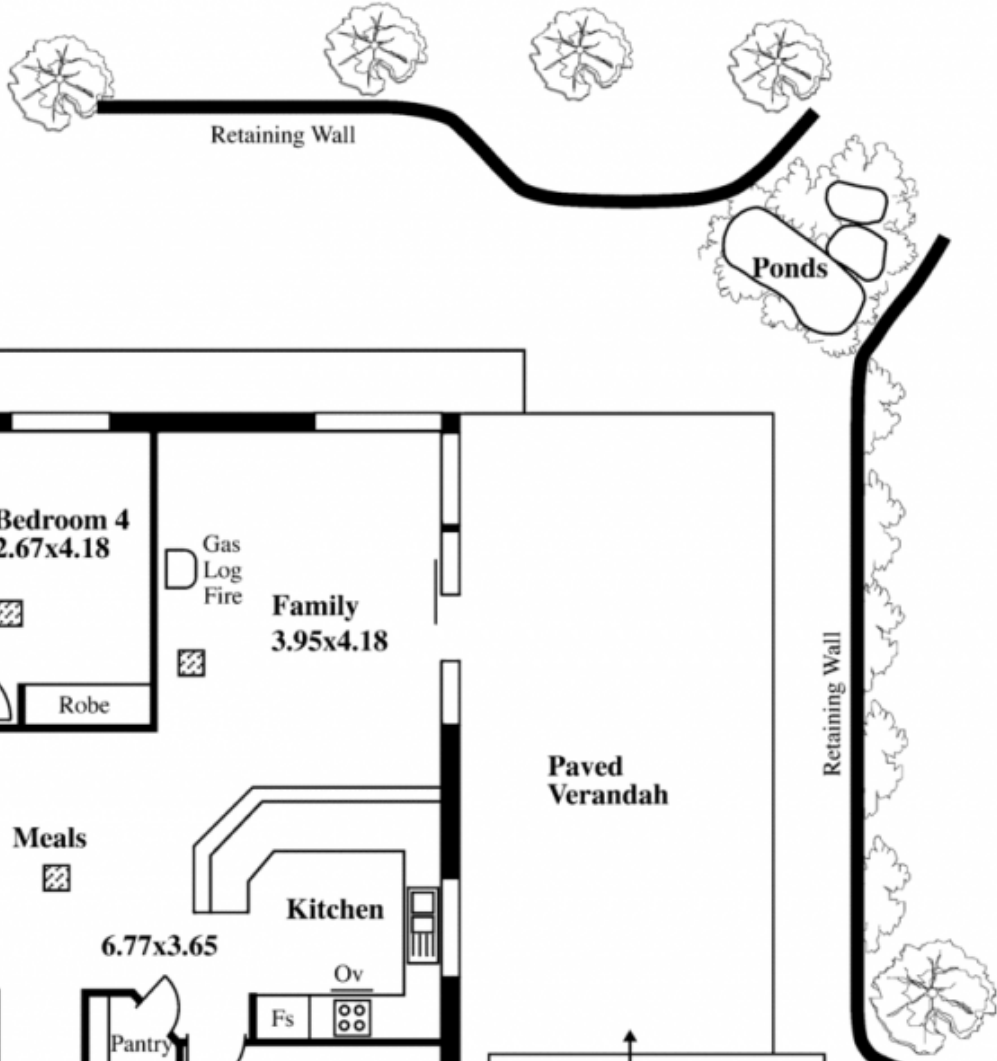 Retaining Wall
Ponds
Bedroom 4
2.67x4.18
Gas
Log
Fire
Family
3.95x4.18
Robe
Retaining Wall
Paved
Verandah
Meals
Kitchen
6.77x3.65
Ov
Fs
Pantry